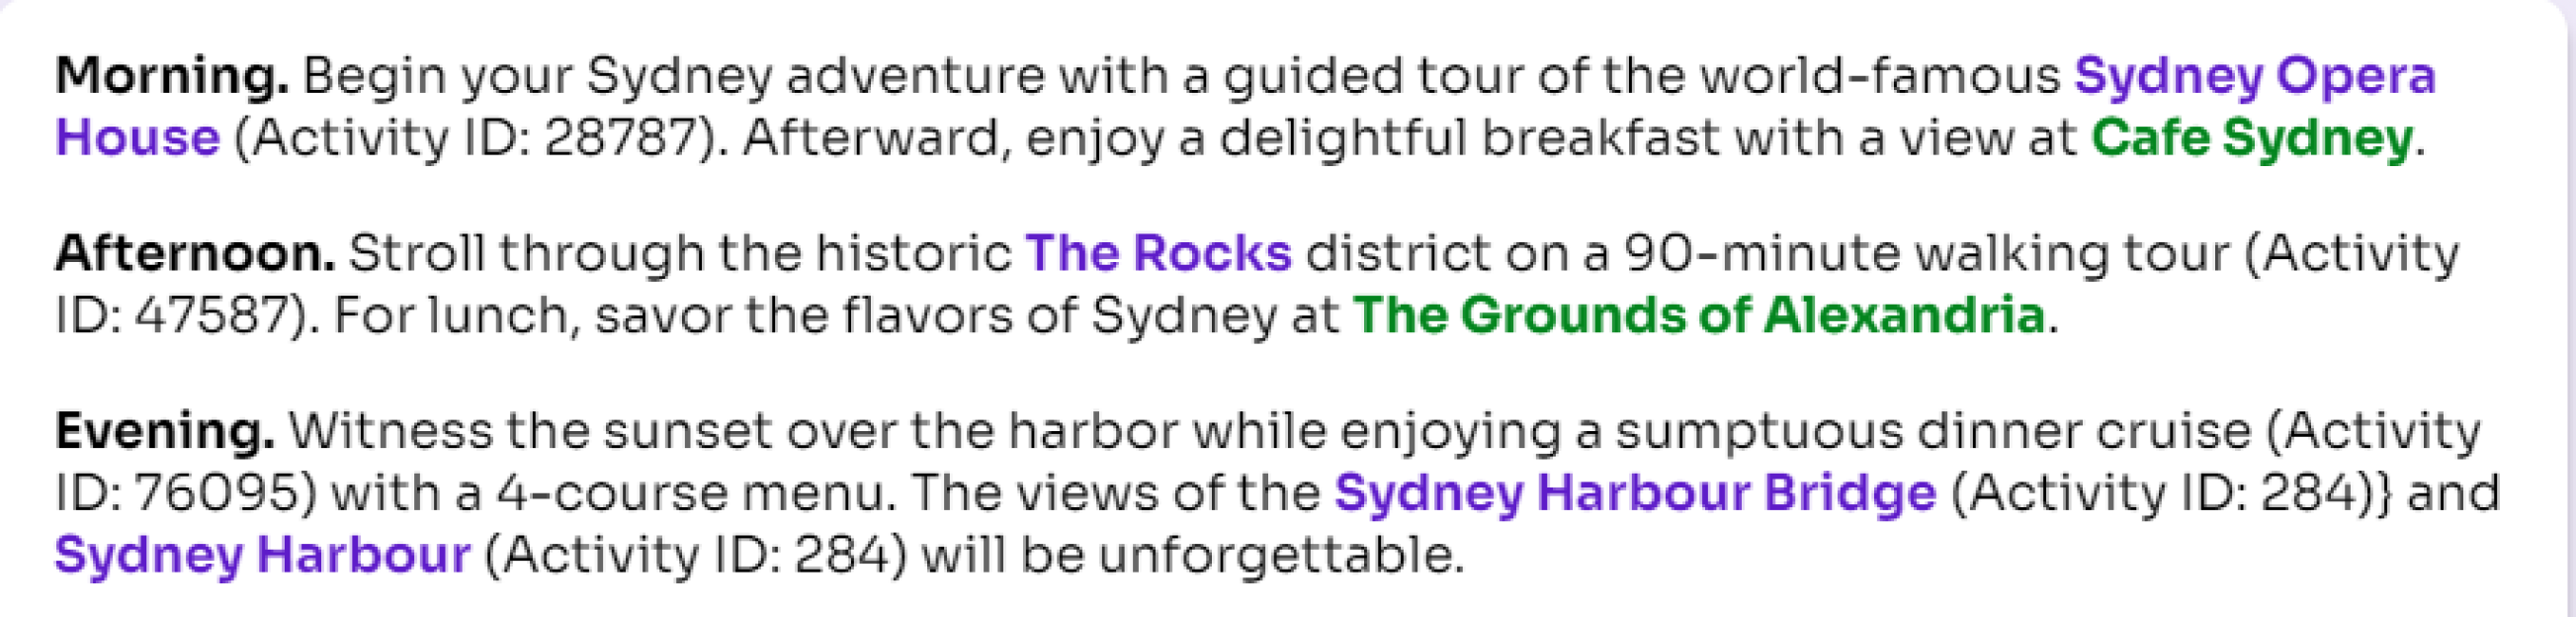 Morning. Begin your Sydney adventure with a guided tour of the world-famous Sydney Opera
House (Activity ID: 28787). Afterward, enjoy a delightful breakfast with a view at Cafe Sydney.
Afternoon. Stroll through the historic The Rocks district on a 90-minute walking tour (Activity
ID: 47587). For lunch, savor the flavors of Sydney at The Grounds of Alexandria.
Evening. Witness the sunset over the harbor while enjoying a sumptuous dinner cruise (Activity
ID: 76095) with a 4-course menu. The views of the Sydney Harbour Bridge (Activity ID: 284)} and
Sydney Harbour (Activity ID: 284) will be unforgettable.